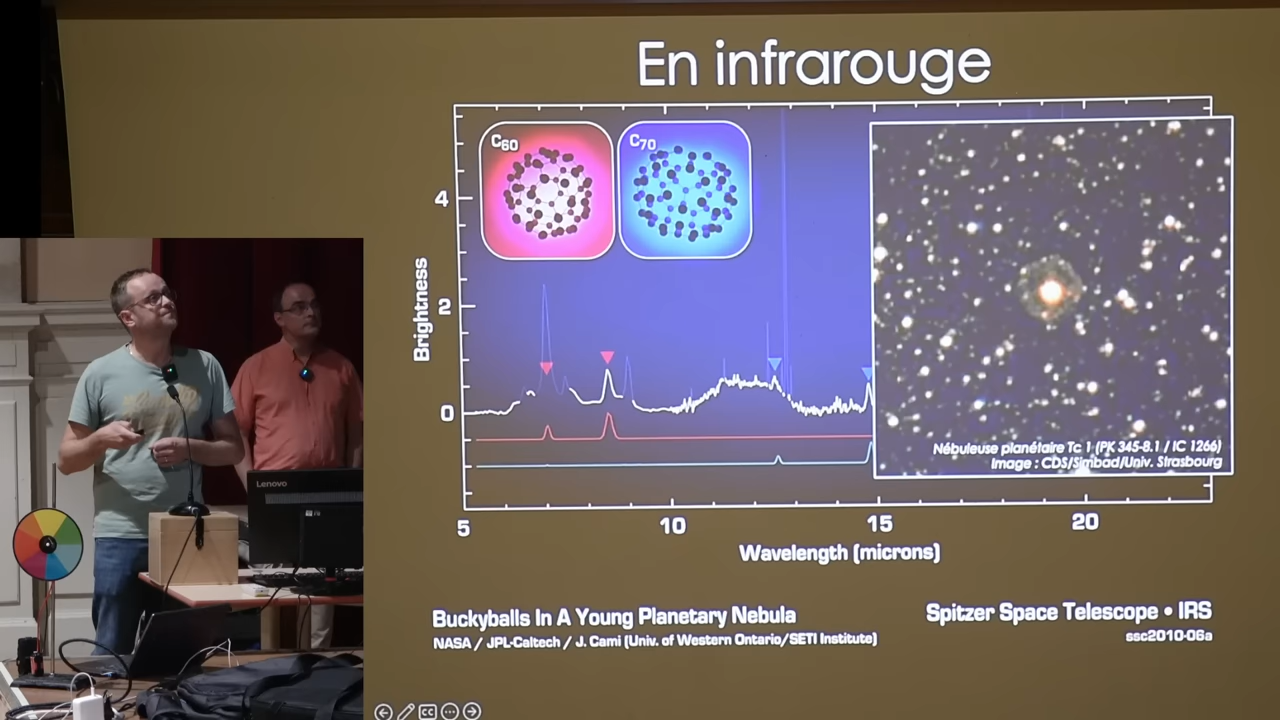 En infrarouge
C60
C70
4
2
0
Brightness
5
10
15
20
Wavelength (microns)
Nébuleuse planétaire Tc 1 (PK 345-8.1 / IC 1266)
Image : CDS/Simbad/Univ. Strasbourg
Buckyballs In A Young Planetary Nebula
NASA / JPL-Caltech / J. Cami (Univ. of Western Ontario/SETI Institute)
Spitzer Space Telescope • IRS
ssc2010-06a
Lenovo